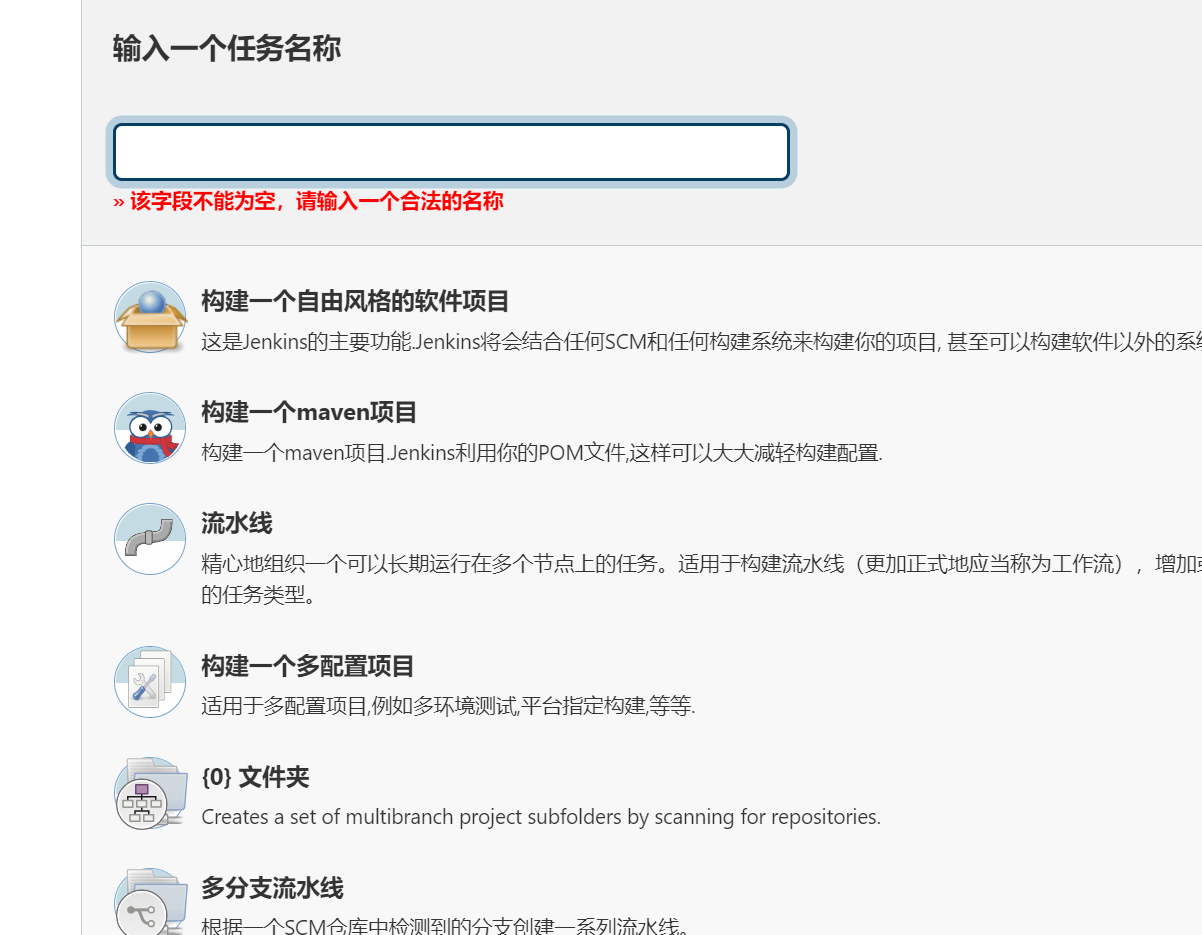 输入一个任务名称
» 该字段不能为空，请输入一个合法的名称
构建一个自由风格的软件项目
这是Jenkins的主要功能.Jenkins将会结合任何SCM和任何构建系统来构建你的项目, 甚至可以构建软件以外的系
构建一个maven项目
构建一个maven项目.Jenkins利用你的POM文件,这样可以大大减轻构建配置.
流水线
精心地组织一个可以长期运行在多个节点上的任务。适用于构建流水线（更加正式地应当称为工作流），增加
的任务类型。
构建一个多配置项目
适用于多配置项目,例如多环境测试,平台指定构建,等等.
{0} 文件夹
Creates a set of multibranch project subfolders by scanning for repositories.
多分支流水线
根据一个SCM仓库中检测到的分支创建一系列流水线。